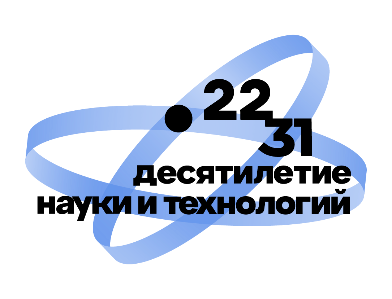 22
31
десятилетие
науки и технологий